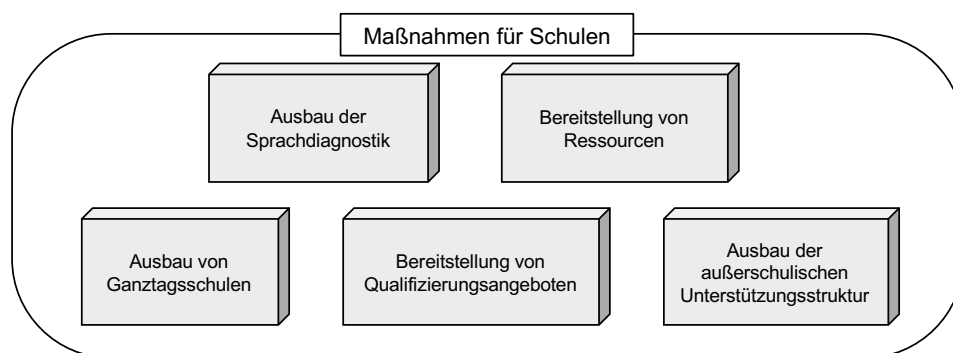 Maßnahmen für Schulen
Ausbau der
Sprachdiagnostik
Bereitstellung von
Ressourcen
Ausbau von
Ganztagsschulen
Bereitstellung von
Qualifizierungsangeboten
Ausbau der
außerschulischen
Unterstützungsstruktur